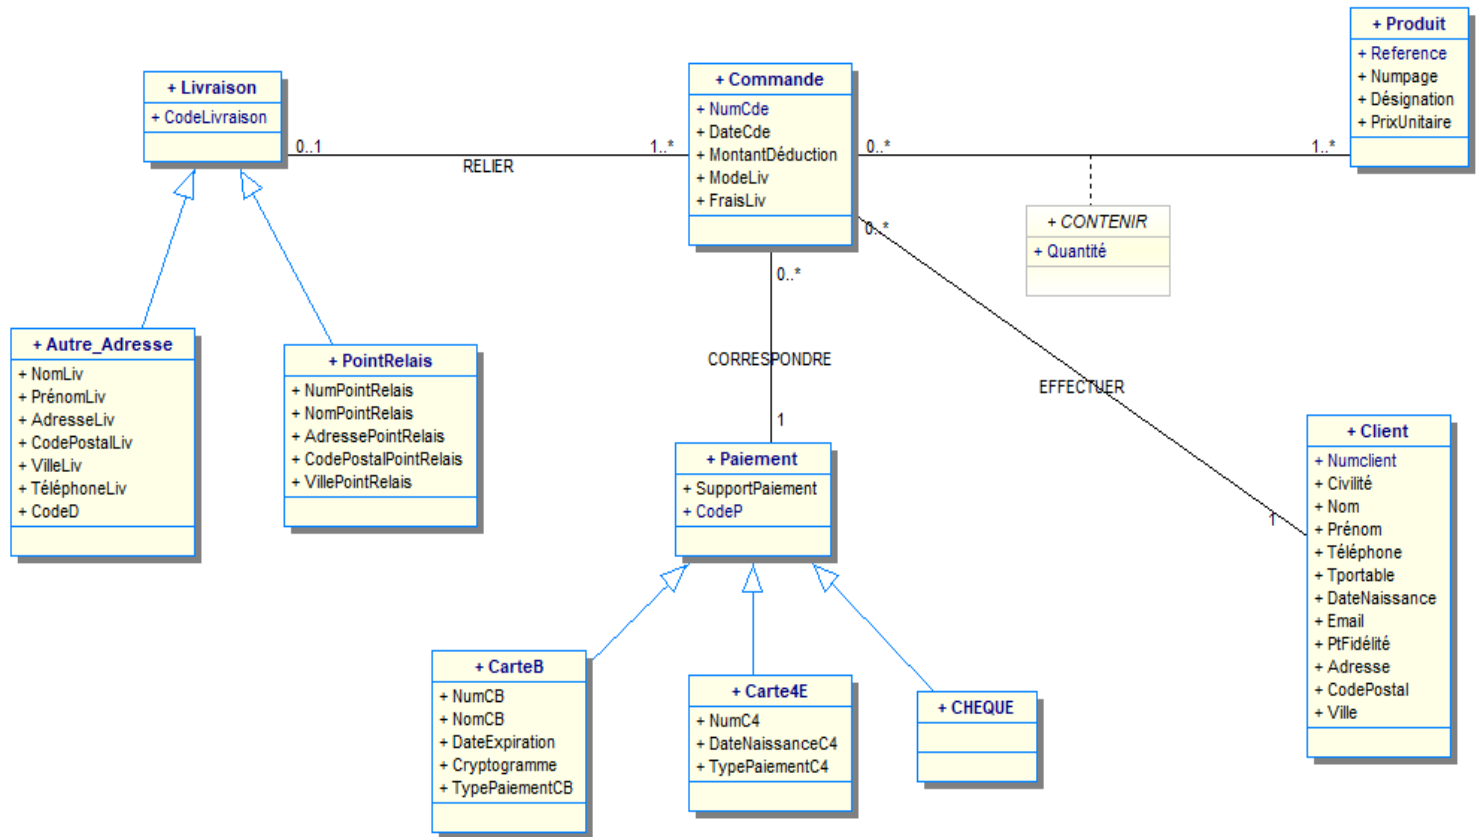 + Livraison
+ CodeLivraison
+ Commande
+ NumCde
+ DateCde
+ MontantDéduction
+ ModeLiv
+ FraisLiv
+ Produit
+ Reference
+ Numpage
+ Désignation
+ PrixUnitaire
0..1
RELIER
1..*
0..*
1..*
+ CONTENIR
+ Quantité
0..*
0..*
CORRESPONDRE
1
EFFECTUER
1
+ Autre_Adresse
+ NomLiv
+ PrénomLiv
+ AdresseLiv
+ CodePostalLiv
+ VilleLiv
+ TéléphoneLiv
+ CodeD
+ PointRelais
+ NumPointRelais
+ NomPointRelais
+ AdressePointRelais
+ CodePostalPointRelais
+ VillePointRelais
+ Paiement
+ SupportPaiement
+ CodeP
+ Client
+ Numclient
+ Civilité
+ Nom
+ Prénom
+ Téléphone
+ Tportable
+ DateNaissance
+ Email
+ PtFidélité
+ Adresse
+ CodePostal
+ Ville
+ CarteB
+ NumCB
+ NomCB
+ DateExpiration
+ Cryptogramme
+ TypePaiementCB
+ Carte4E
+ NumC4
+ DateNaissanceC4
+ TypePaiementC4
+ CHEQUE